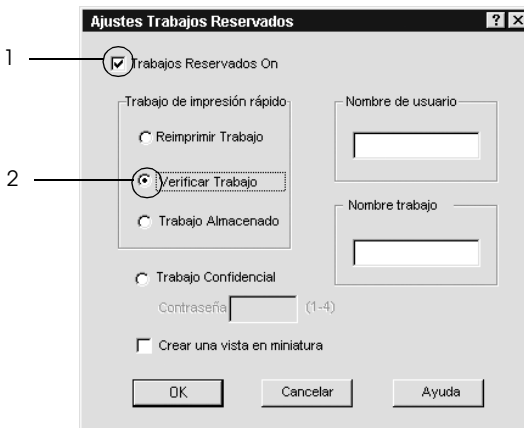 Ajustes Trabajos Reservados
1
Trabajos Reservados On
Trabajo de impresión rápido
Reimprimir Trabajo
2
Verificar Trabajo
Trabajo Almacenado
Nombre de usuario
Nombre trabajo
Trabajo Confidencial
Contraseña (1-4)
Crear una vista en miniatura
OK Cancelar Ayuda